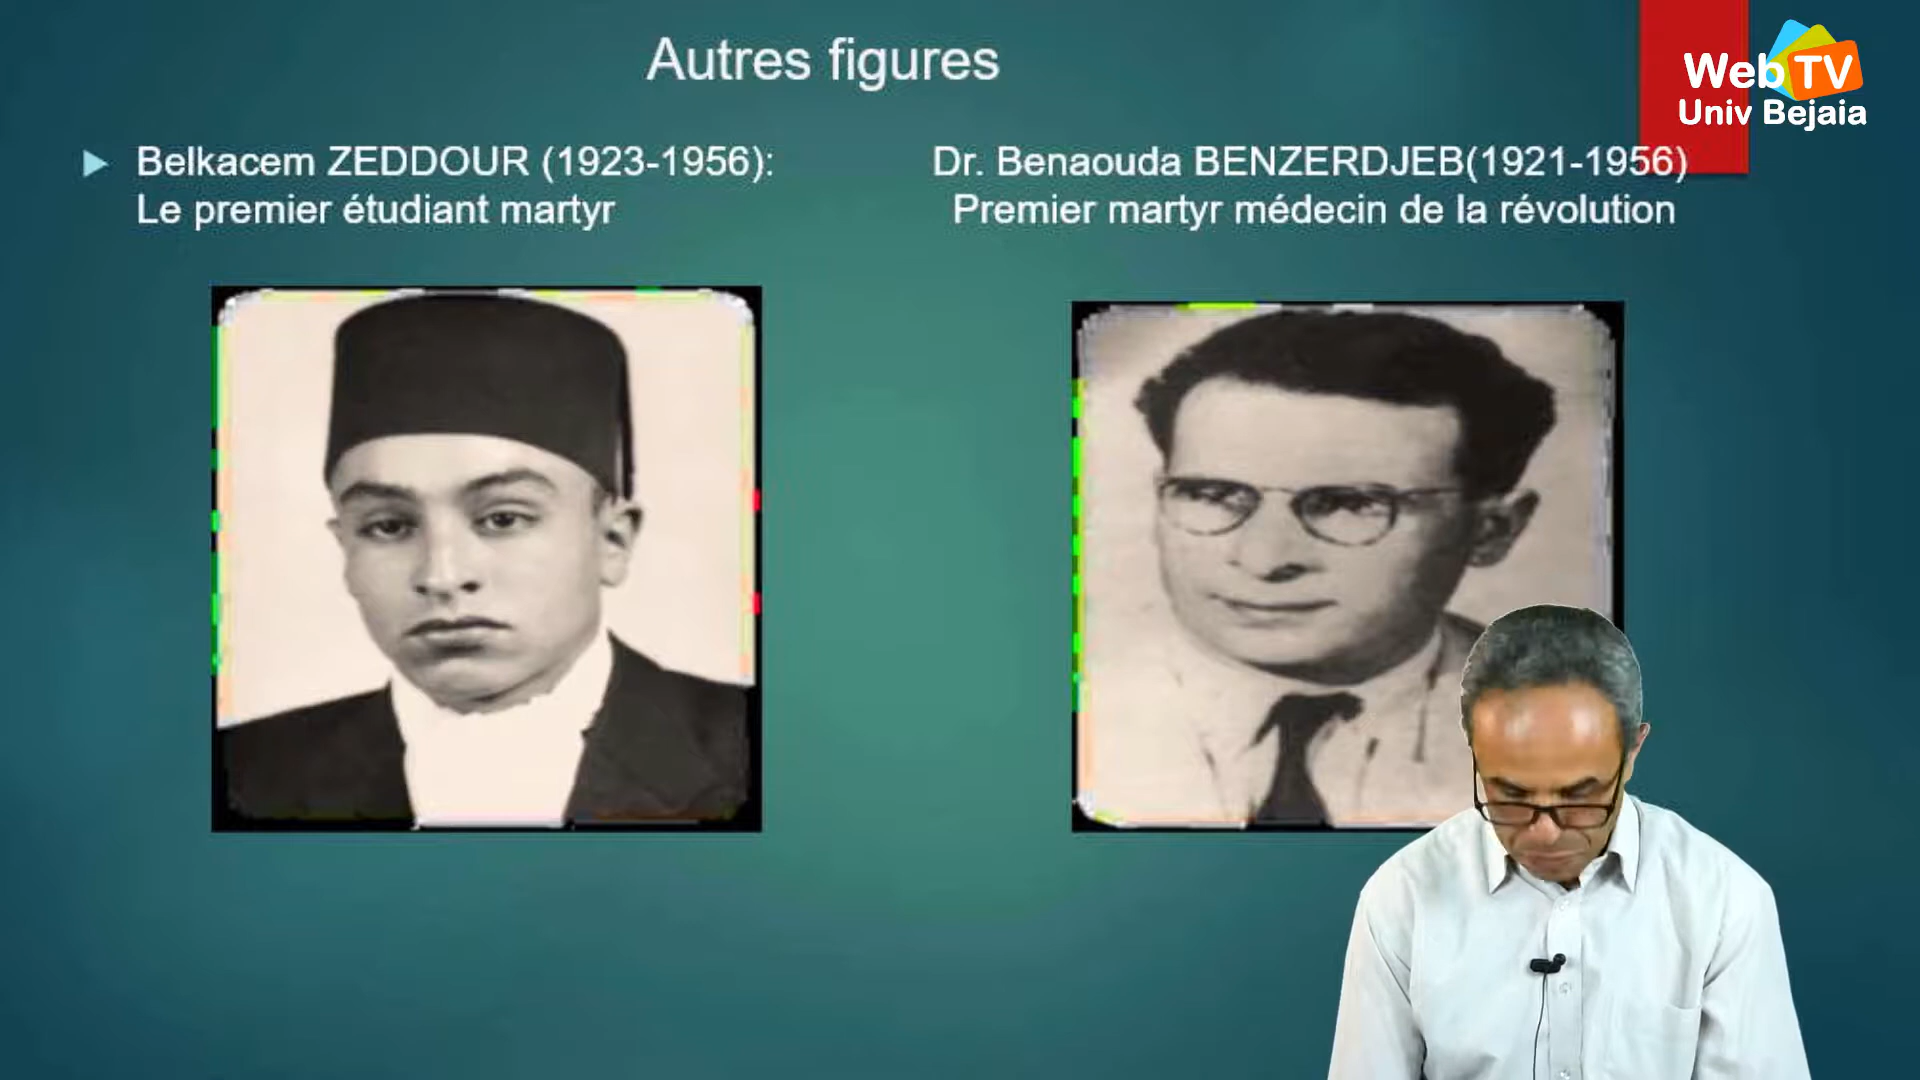 Autres figures
Web TV
Univ Bejaia
Belkacem ZEDDOUR (1923-1956):
Le premier étudiant martyr
Dr. Benaouda BENZERDJEB(1921-1956)
Premier martyr médecin de la révolution